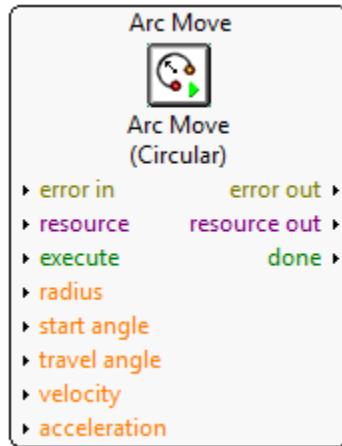 Arc Move
Arc Move
(Circular)
error in error out
resource resource out
execute done
radius
start angle
travel angle
velocity
acceleration